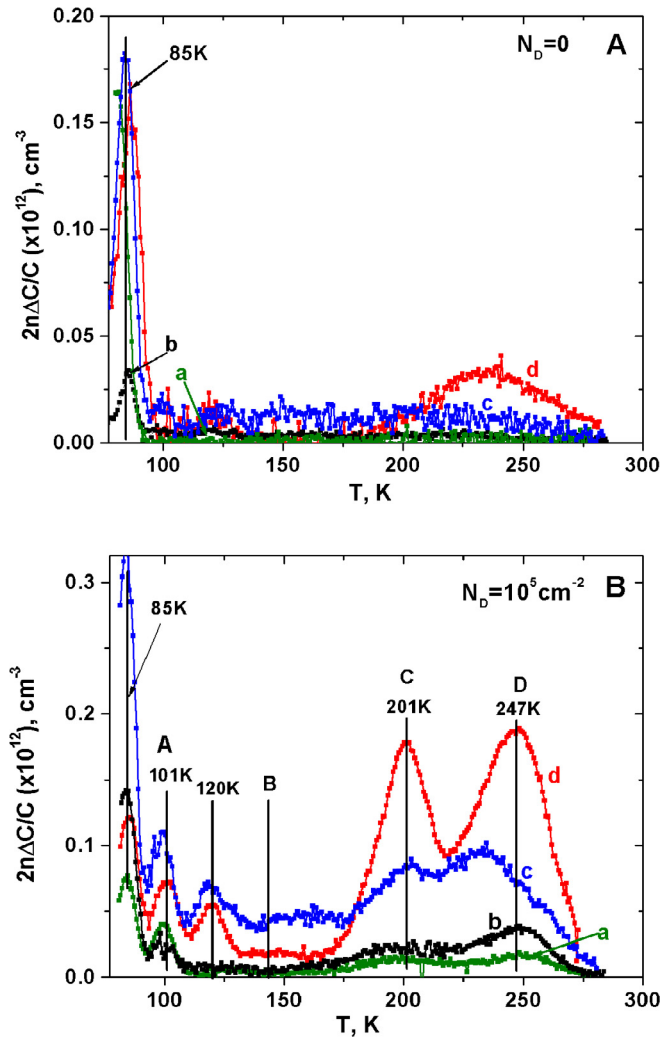 N_D=0
A
85K
0.20
0.15
0.10
0.05
0.00
2nΔC/C (x10^12), cm^-3
b
a
d
c
100
150
200
250
300
T, K
N_D=10^5cm^-2
B
85K
0.3
0.2
0.1
0.0
2nΔC/C (x10^12), cm^-3
A
101K
120K
B
C
201K
D
247K
d
c
b
a
100
150
200
250
300
T, K